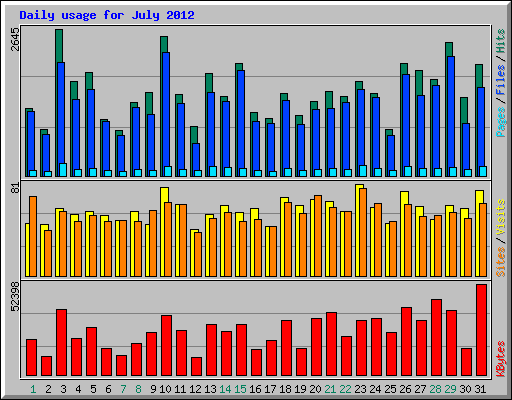 Daily usage for July 2012
2645
Pages / Files / Hits
81
Sites / Visits
52398
KBytes
1 2 3 4 5 6 7 8 9 10 11 12 13 14 15 16 17 18 19 20 21 22 23 24 25 26 27 28 29 30 31